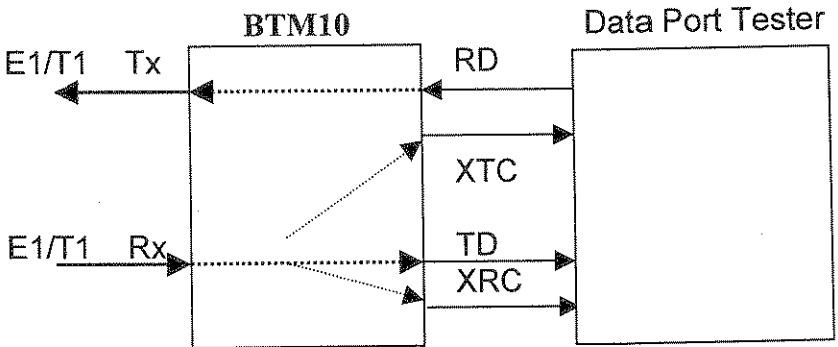 BTM10
Data Port Tester
E1/T1 Tx
RD
XTC
E1/T1 Rx
TD
XRC